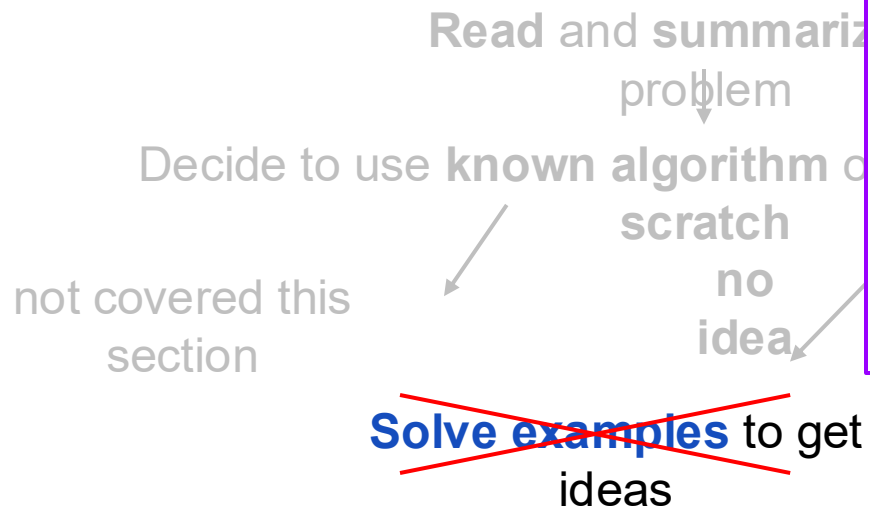 Read and summariz
problem
Decide to use known algorithm o
scratch
no
idea
not covered this
section
Solve examples to get
ideas